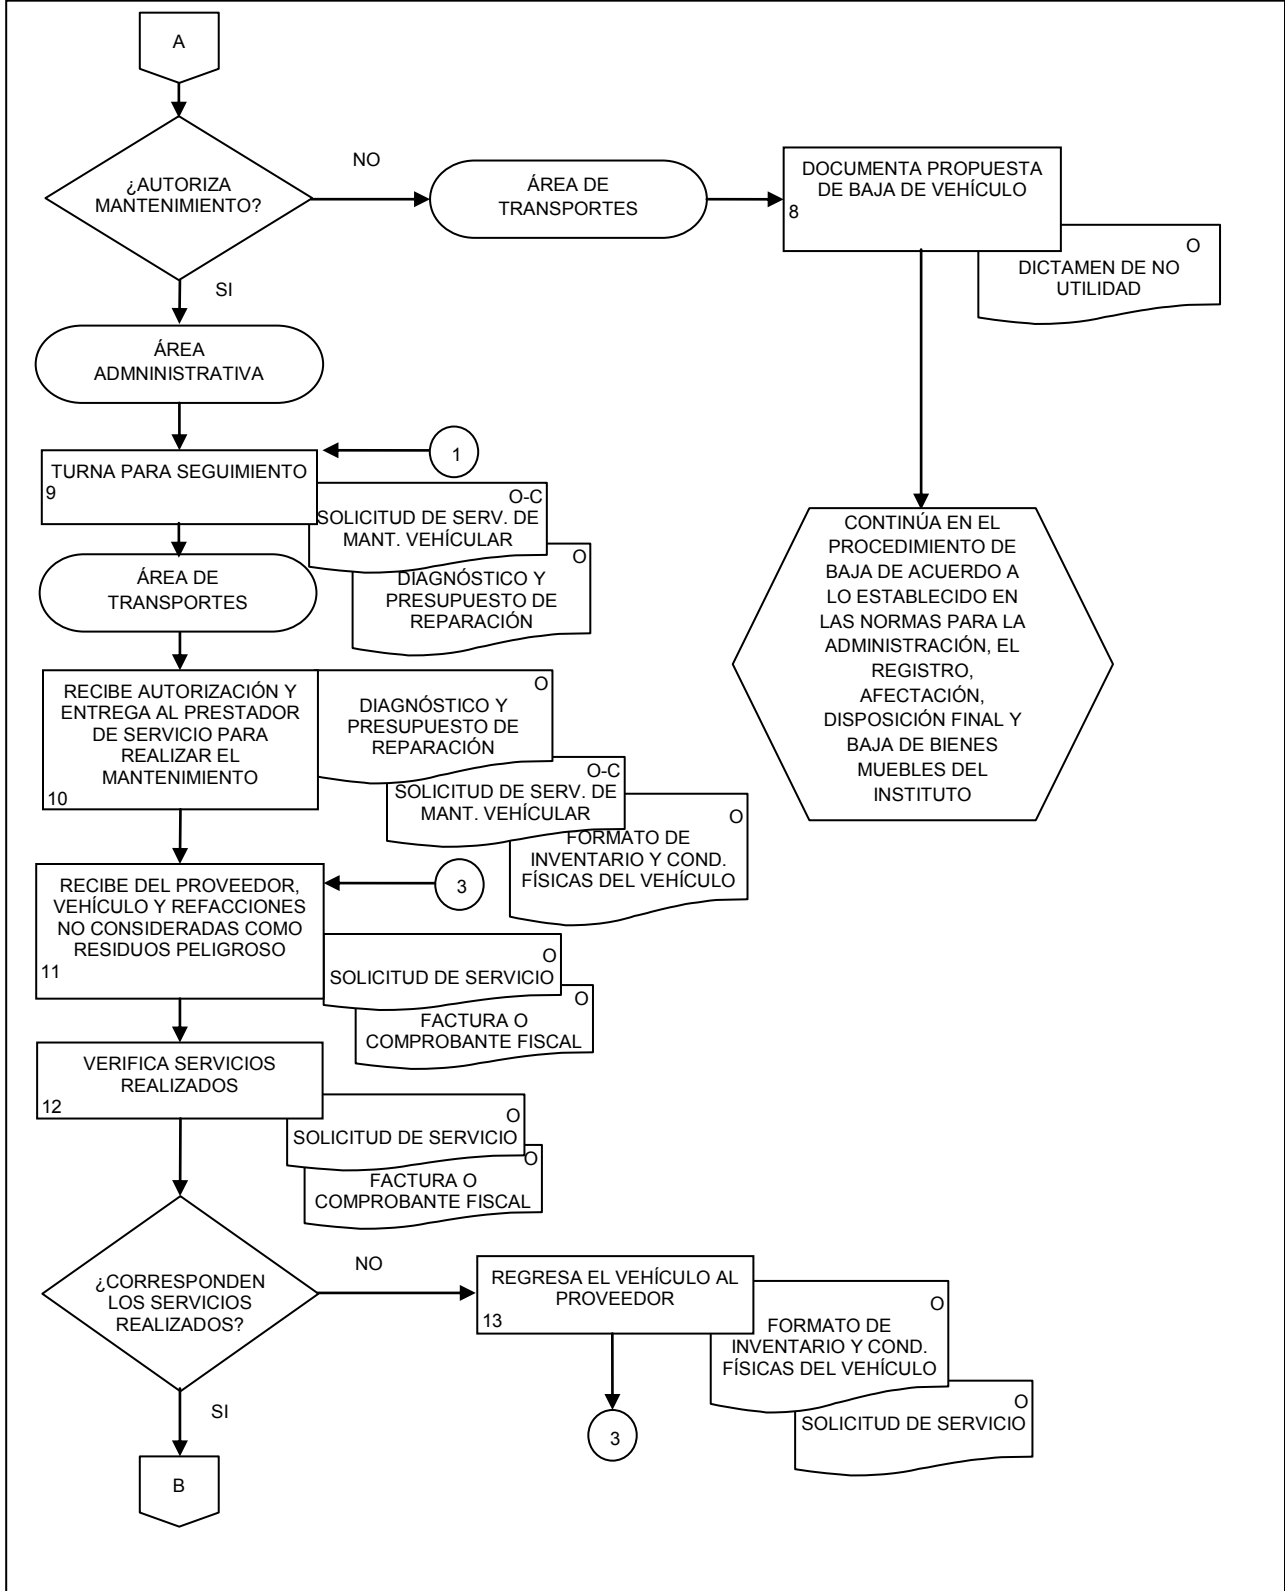 A
¿AUTORIZA
MANTENIMIENTO?
NO
ÁREA DE
TRANSPORTES
DOCUMENTA PROPUESTA
DE BAJA DE VEHÍCULO
8
O
DICTAMEN DE NO
UTILIDAD
SI
ÁREA
ADMNINISTRATIVA
1
TURNA PARA SEGUIMIENTO
9
O-C
SOLICITUD DE SERV. DE
MANT. VEHÍCULAR
O
DIAGNÓSTICO Y
PRESUPUESTO DE
REPARACIÓN
ÁREA DE
TRANSPORTES
CONTINÚA EN EL
PROCEDIMIENTO DE
BAJA DE ACUERDO A
LO ESTABLECIDO EN
LAS NORMAS PARA LA
ADMINISTRACIÓN, EL
REGISTRO,
AFECTACIÓN,
DISPOSICIÓN FINAL Y
BAJA DE BIENES
MUEBLES DEL
INSTITUTO
RECIBE AUTORIZACIÓN Y
ENTREGA AL PRESTADOR
DE SERVICIO PARA
REALIZAR EL
MANTENIMIENTO
10
O
DIAGNÓSTICO Y
PRESUPUESTO DE
REPARACIÓN
O-C
SOLICITUD DE SERV. DE
MANT. VEHÍCULAR
O
FORMATO DE
INVENTARIO Y COND.
FÍSICAS DEL VEHÍCULO
3
RECIBE DEL PROVEEDOR,
VEHÍCULO Y REFACCIONES
NO CONSIDERADAS COMO
RESIDUOS PELIGROSO
11
O
SOLICITUD DE SERVICIO
O
FACTURA O
COMPROBANTE FISCAL
VERIFICA SERVICIOS
REALIZADOS
12
O
SOLICITUD DE SERVICIO
O
FACTURA O
COMPROBANTE FISCAL
¿CORRESPONDEN
LOS SERVICIOS
REALIZADOS?
NO
REGRESA EL VEHÍCULO AL
PROVEEDOR
13
O
FORMATO DE
INVENTARIO Y COND.
FÍSICAS DEL VEHÍCULO
O
SOLICITUD DE SERVICIO
SI
3
B